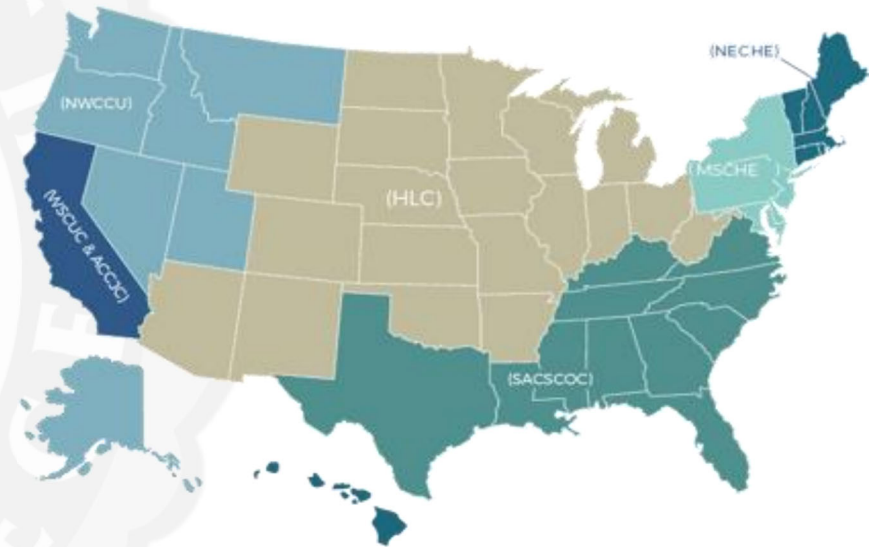 (NECHE)
(NWCCU)
(MSCHE )
(HLC)
(WSCUC & ACCJC)
(SACSCOC)